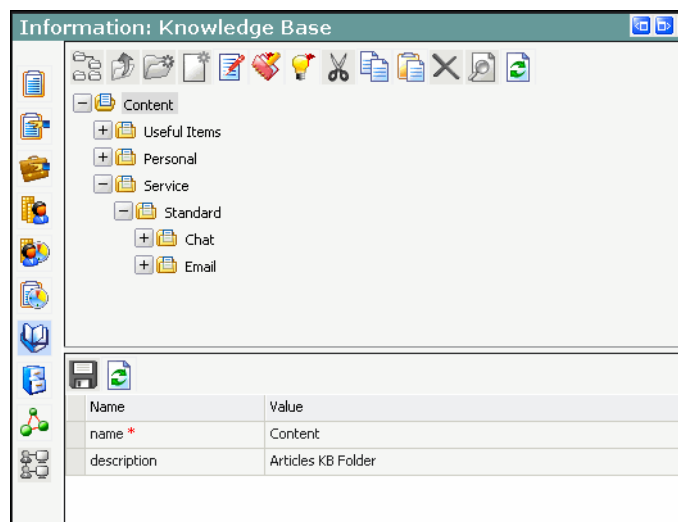 Information: Knowledge Base
Content
Useful Items
Personal
Service
Standard
Chat
Email
Name Value
name * Content
description Articles KB Folder